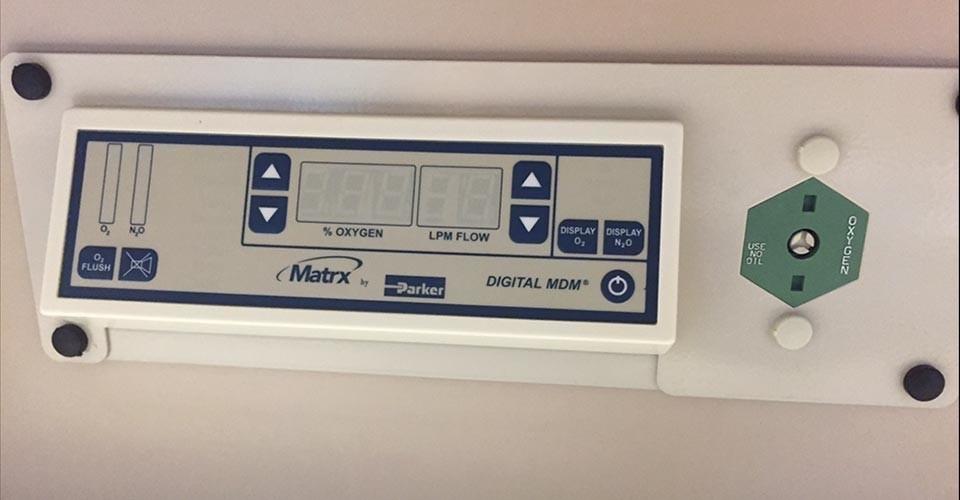 O₂
N₂O
O₂
FLUSH
% OXYGEN
LPM FLOW
DISPLAY
O₂
DISPLAY
N₂O
Matrx by Parker
DIGITAL MDM®
USE
NO
OIL
OXYGEN